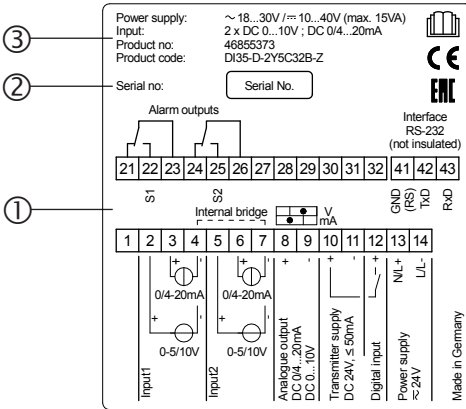 Power supply: ∼ 18...30V / ⎓ 10...40V (max. 15VA)
Input: 2 x DC 0...10V ; DC 0/4...20mA
Product no: 46855373
Product code: DI35-D-2Y5C32B-Z
③
CE
②
Serial no: Serial No.
EAC
Alarm outputs
Interface
RS-232
(not insulated)
21 22 23 24 25 26 27 28 29 30 31 32 41 42 43
S1
S2
GND
(RS)
TxD
RxD
①
Internal bridge
V
mA
1 2 3 4 5 6 7 8 9 10 11 12 13 14
+ - + - + - + - N/L+ L/L-
0/4-20mA
0/4-20mA
+ - + -
0-5/10V
0-5/10V
Input1
Input2
Analogue output
DC 0/4...20mA
DC 0...10V
Transmitter supply
DC 24V, ≤ 50mA
Digital input
Power supply
≂ 24V
Made in Germany